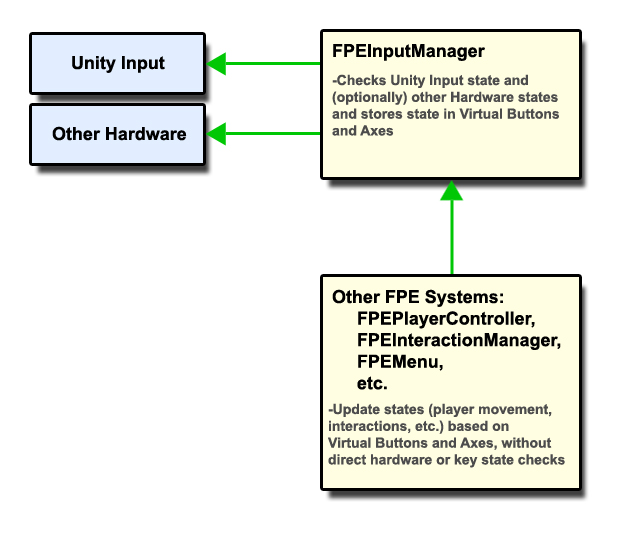 Unity Input
Other Hardware
FPEInputManager
-Checks Unity Input state and
(optionally) other Hardware states
and stores state in Virtual Buttons
and Axes
Other FPE Systems:
FPEPlayerController,
FPEInteractionManager,
FPEMenu,
etc.
-Update states (player movement,
interactions, etc.) based on
Virtual Buttons and Axes, without
direct hardware or key state checks